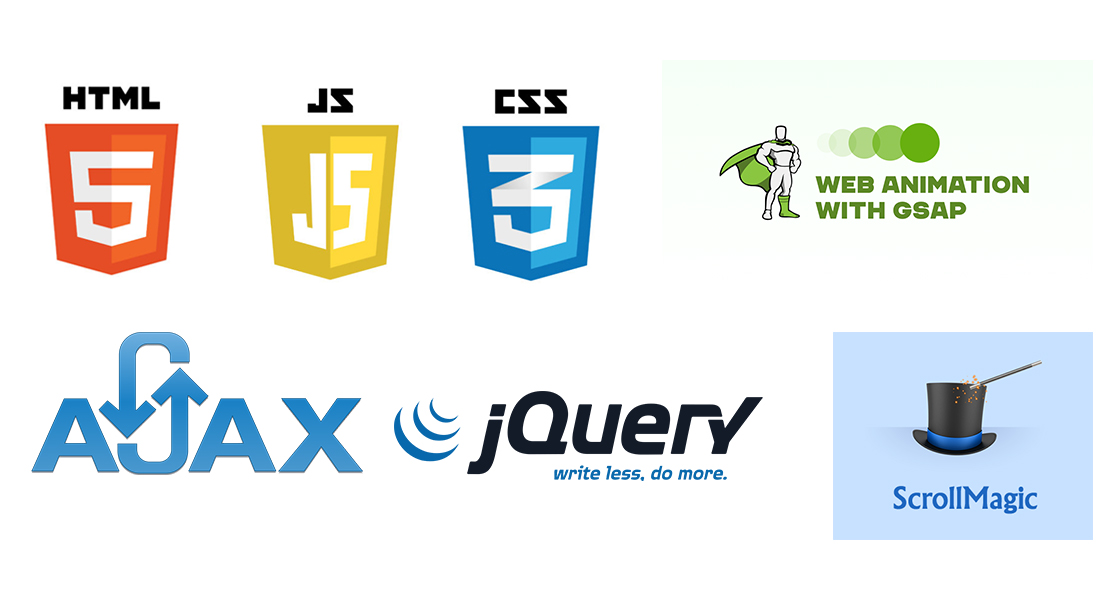 HTML
5
JS
JS
CSS
3
WEB ANIMATION
WITH GSAP
AJAX
jQuery
write less, do more.
ScrollMagic